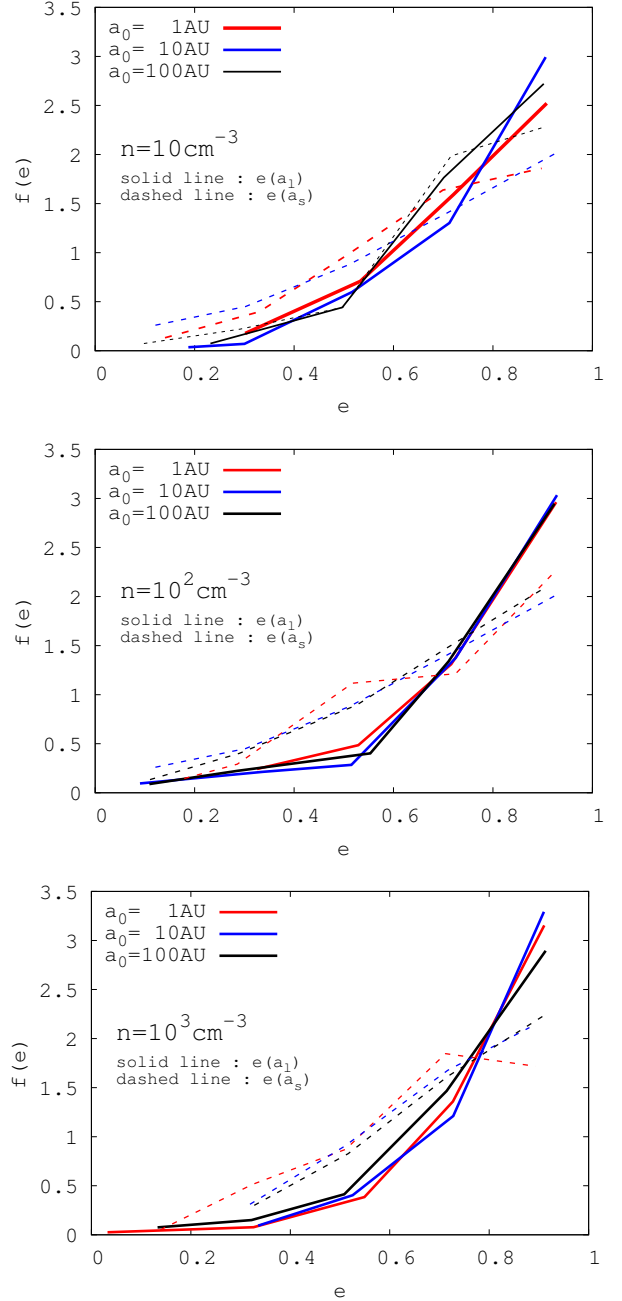 3.5
3
2.5
2
1.5
1
0.5
0
f(e)
a₀=  1AU
a₀= 10AU
a₀=100AU
n=10cm⁻³
solid line : e(aₗ)
dashed line : e(aₛ)
0 0.2 0.4 0.6 0.8 1
e
3.5
3
2.5
2
1.5
1
0.5
0
f(e)
a₀=  1AU
a₀= 10AU
a₀=100AU
n=10²cm⁻³
solid line : e(aₗ)
dashed line : e(aₛ)
0 0.2 0.4 0.6 0.8 1
e
3.5
3
2.5
2
1.5
1
0.5
0
f(e)
a₀=  1AU
a₀= 10AU
a₀=100AU
n=10³cm⁻³
solid line : e(aₗ)
dashed line : e(aₛ)
0 0.2 0.4 0.6 0.8 1
e